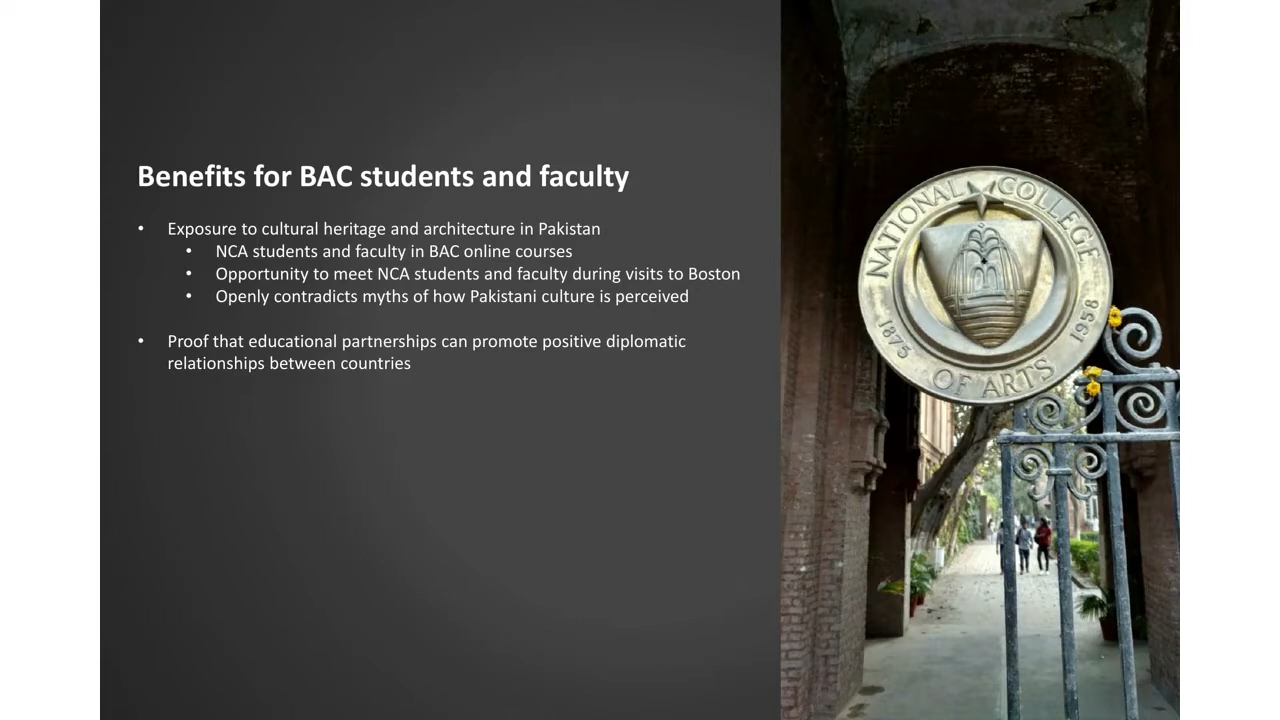 Benefits for BAC students and faculty
• Exposure to cultural heritage and architecture in Pakistan
• NCA students and faculty in BAC online courses
• Opportunity to meet NCA students and faculty during visits to Boston
• Openly contradicts myths of how Pakistani culture is perceived
• Proof that educational partnerships can promote positive diplomatic
relationships between countries
NATIONAL COLLEGE
OF ARTS
1875
1958